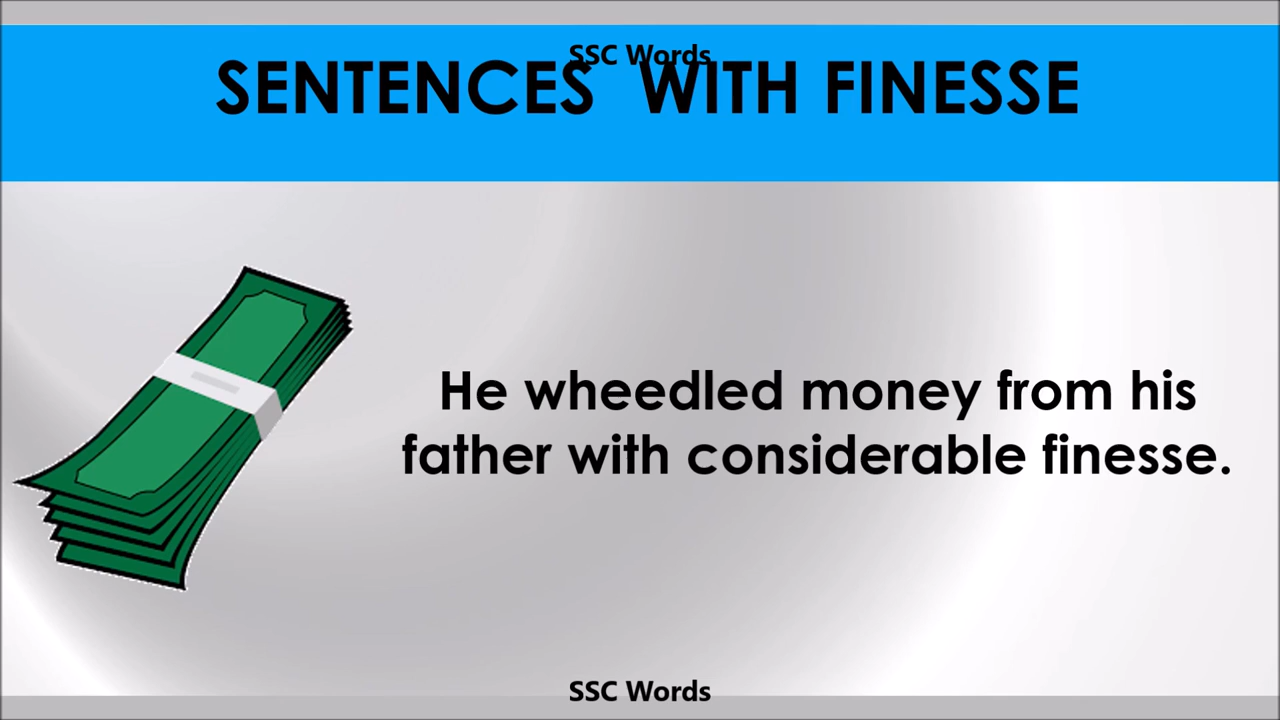 SSC Words
SENTENCES WITH FINESSE
He wheedled money from his
father with considerable finesse.
SSC Words